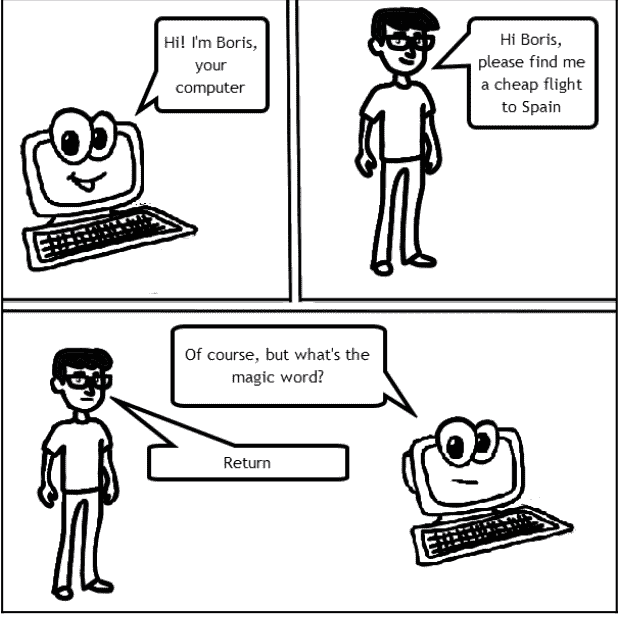 Hi! I'm Boris,
your
computer
Hi Boris,
please find me
a cheap flight
to Spain
Of course, but what's the
magic word?
Return